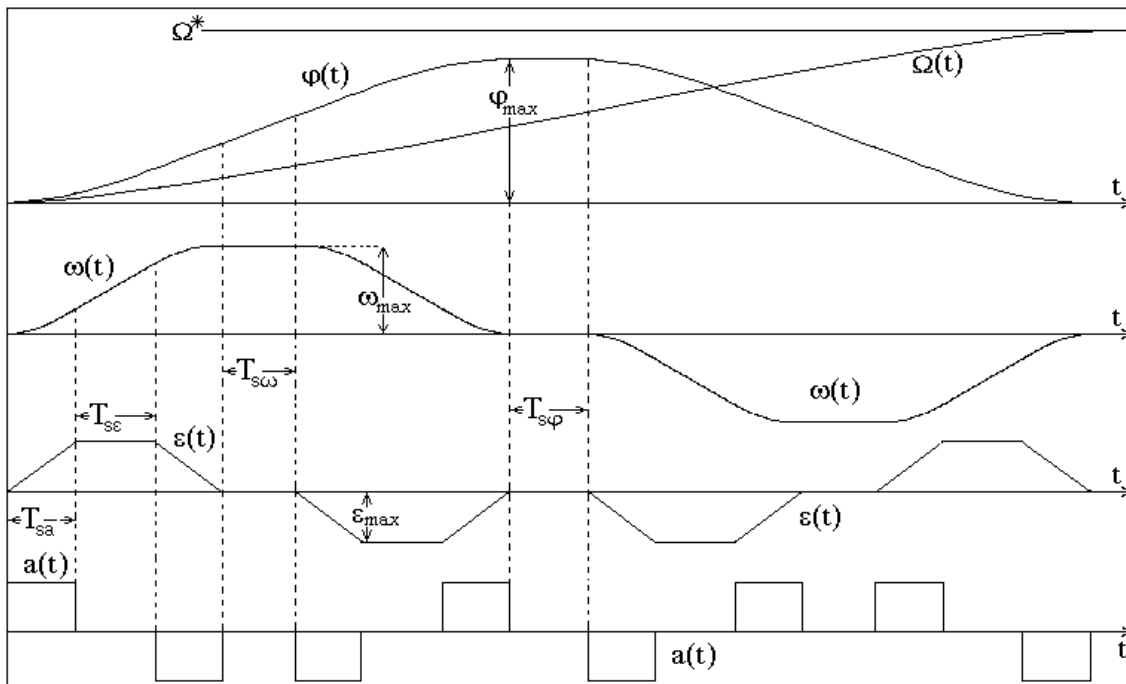 Ω*
φ(t)
Ω(t)
φmax
t
ω(t)
ωmax
t
Tsω
ω(t)
Tsε
Tsφ
ε(t)
t
εmax
ε(t)
Tsa
a(t)
a(t)
t